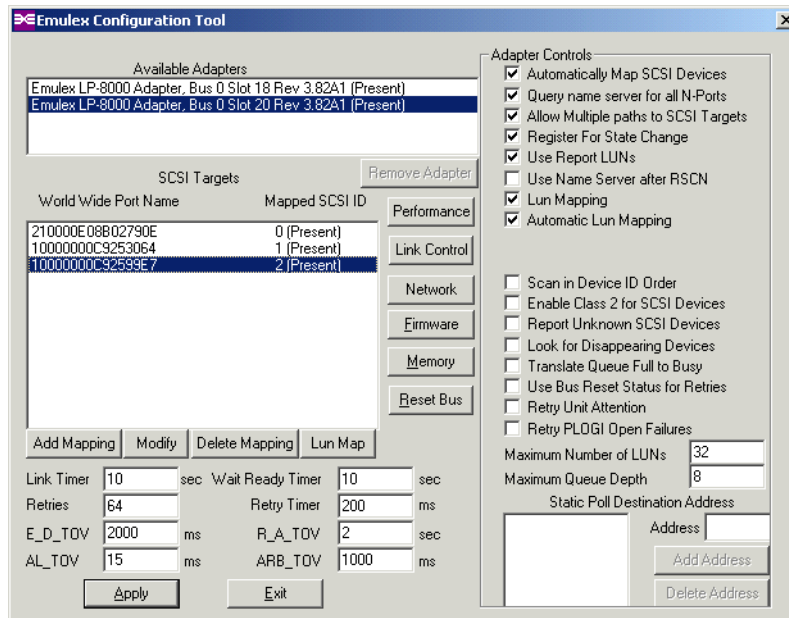 Emulex Configuration Tool
Available Adapters
Emulex LP-8000 Adapter, Bus 0 Slot 18 Rev 3.82A1 (Present)
Emulex LP-8000 Adapter, Bus 0 Slot 20 Rev 3.82A1 (Present)
Remove Adapter
SCSI Targets
World Wide Port Name Mapped SCSI ID
210000E08B02790E 0 (Present)
10000000C9253064 1 (Present)
10000000C92599E7 2 (Present)
Performance
Link Control
Network
Firmware
Memory
Reset Bus
Add Mapping Modify Delete Mapping Lun Map
Link Timer 10 sec Wait Ready Timer 10 sec
Retries 64 Retry Timer 200 ms
E_D_TOV 2000 ms R_A_TOV 2 sec
AL_TOV 15 ms ARB_TOV 1000 ms
Apply Exit
Adapter Controls
Automatically Map SCSI Devices
Query name server for all N-Ports
Allow Multiple paths to SCSI Targets
Register For State Change
Use Report LUNs
Use Name Server after RSCN
Lun Mapping
Automatic Lun Mapping
Scan in Device ID Order
Enable Class 2 for SCSI Devices
Report Unknown SCSI Devices
Look for Disappearing Devices
Translate Queue Full to Busy
Use Bus Reset Status for Retries
Retry Unit Attention
Retry PLOGI Open Failures
Maximum Number of LUNs 32
Maximum Queue Depth 8
Static Poll Destination Address
Address
Add Address
Delete Address